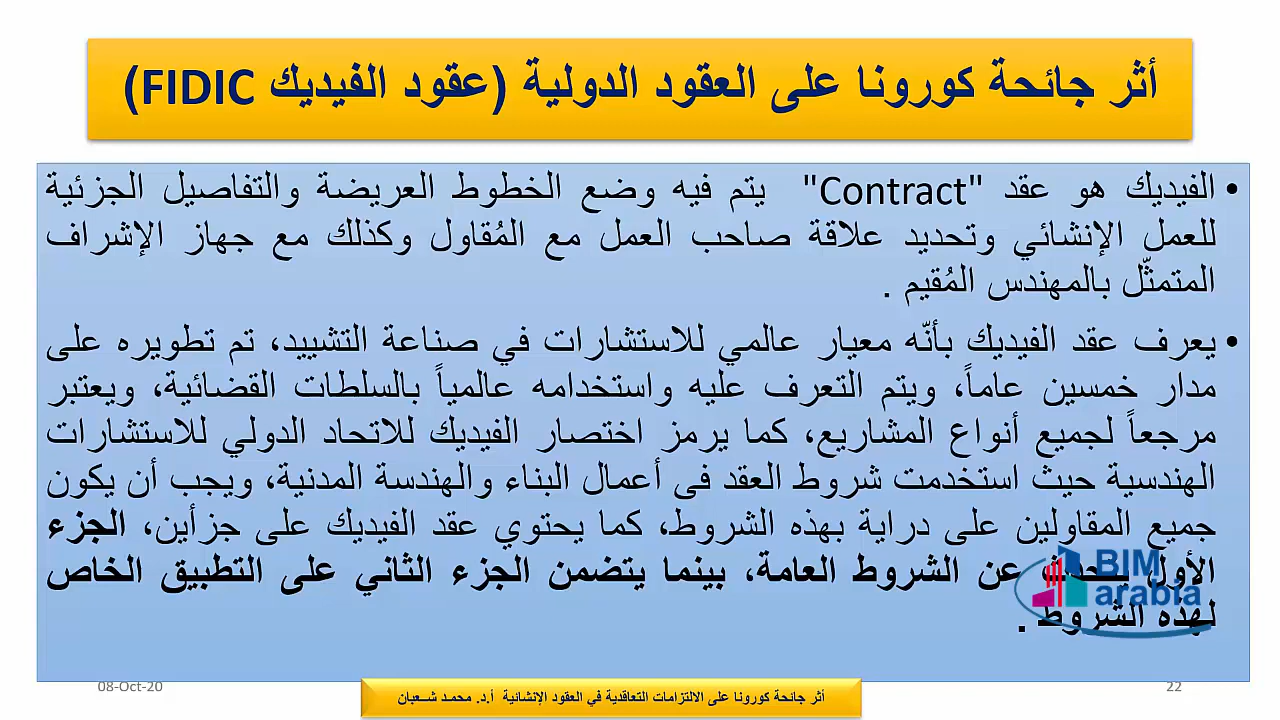 أثر جائحة كورونا على العقود الدولية (عقود الفيديك FIDIC)
• الفيديك هو عقد "Contract" يتم فيه وضع الخطوط العريضة والتفاصيل الجزئية
للعمل الإنشائي وتحديد علاقة صاحب العمل مع المُقاول وكذلك مع جهاز الإشراف
المتمثّل بالمهندس المُقيم .
• يعرف عقد الفيديك بأنّه معيار عالمي للاستشارات في صناعة التشييد، تم تطويره على
مدار خمسين عاماً، ويتم التعرف عليه واستخدامه عالمياً بالسلطات القضائية، ويعتبر
مرجعاً لجميع أنواع المشاريع، كما يرمز اختصار الفيديك للاتحاد الدولي للاستشارات
الهندسية حيث استخدمت شروط العقد فى أعمال البناء والهندسة المدنية، ويجب أن يكون
جميع المقاولين على دراية بهذه الشروط، كما يحتوي عقد الفيديك على جزأين، الجزء
الأول يتحدث عن الشروط العامة، بينما يتضمن الجزء الثاني على التطبيق الخاص
لهذه الشروط .
BIM
arabia
08-Oct-20
أثر جائحة كورونا على الالتزامات التعاقدية في العقود الإنشائية أ.د. محمد شعبان
22